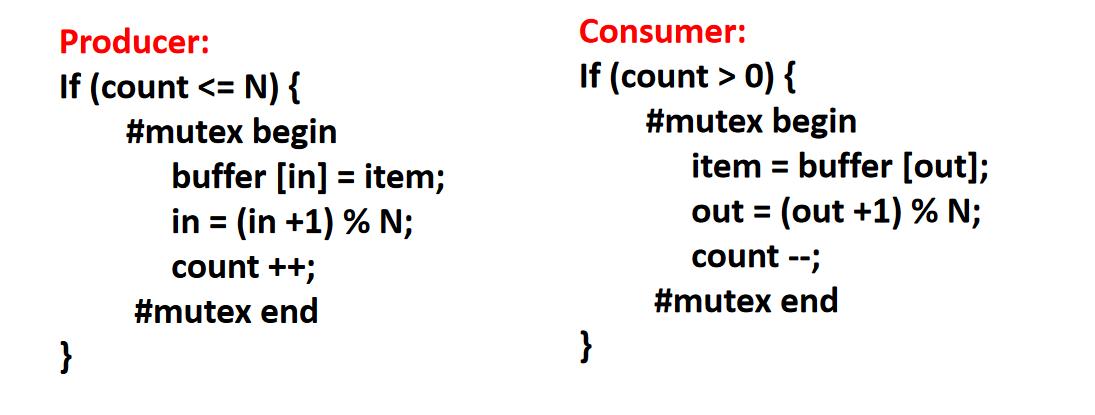 Producer:
If (count <= N) {
#mutex begin
buffer [in] = item;
in = (in +1) % N;
count ++;
#mutex end
}
Consumer:
If (count > 0) {
#mutex begin
item = buffer [out];
out = (out +1) % N;
count --;
#mutex end
}